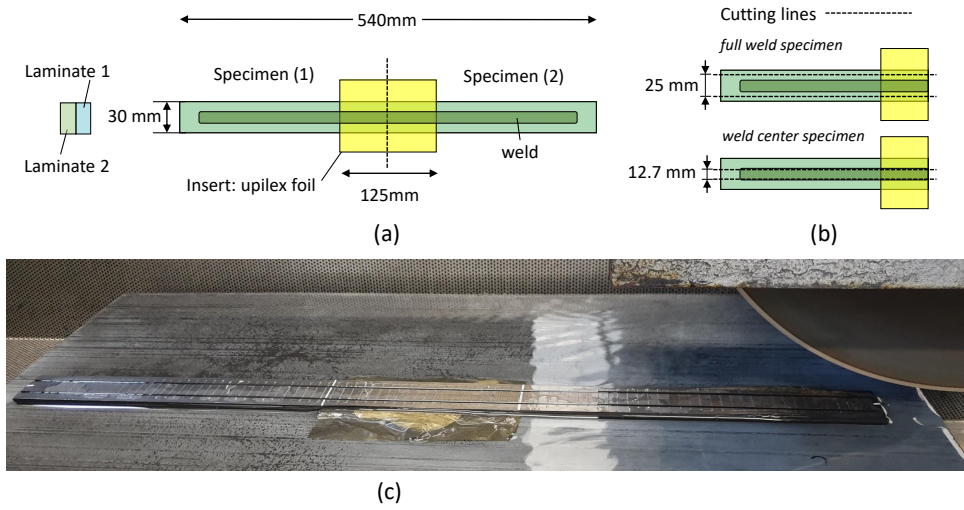 540mm
Specimen (1)
Specimen (2)
Laminate 1
30 mm
Laminate 2
weld
Insert: upilex foil
125mm
(a)
Cutting lines
full weld specimen
25 mm
weld center specimen
12.7 mm
(b)
(c)